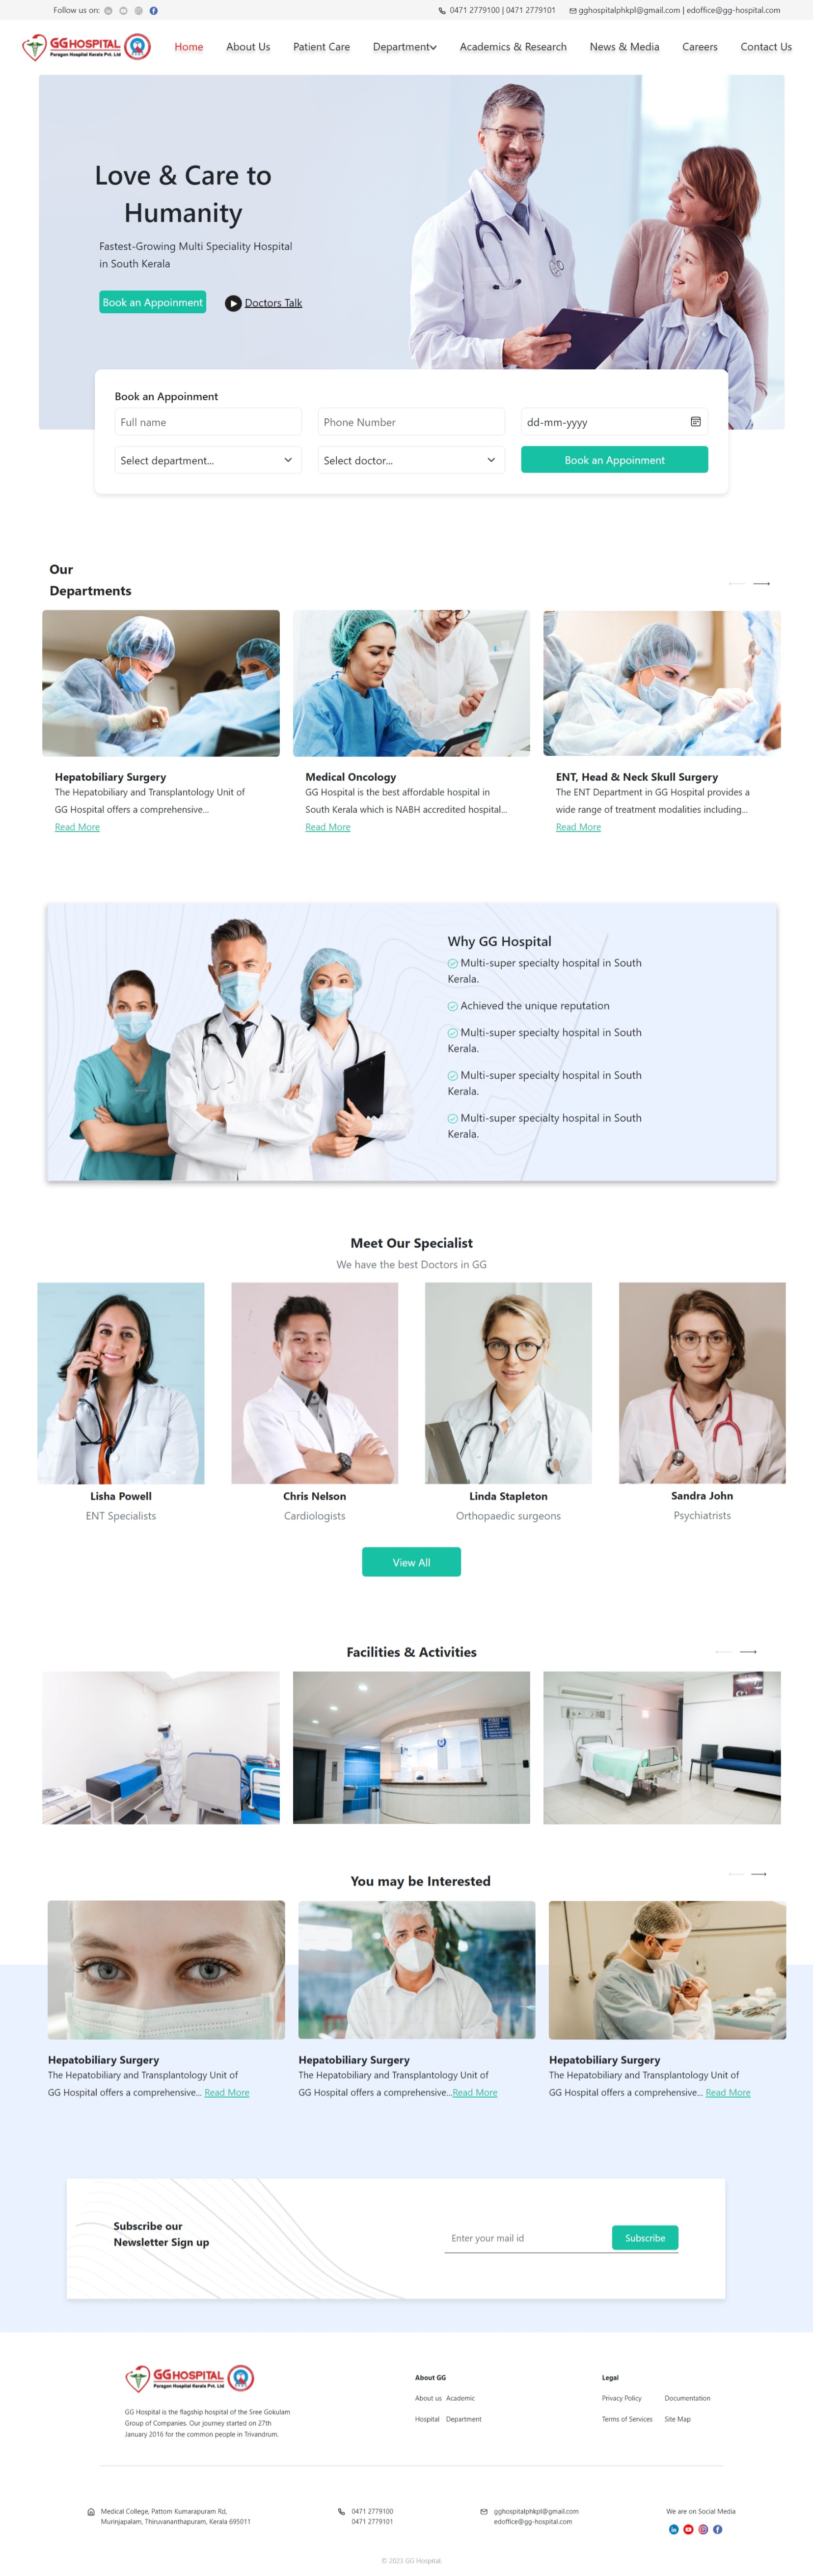 Follow us on:
0471 2779100 | 0471 2779101
gghospitalphkpl@gmail.com | edoffice@gg-hospital.com
GG HOSPITAL
Paragon Hospital Kerala Pvt. Ltd
Home
About Us
Patient Care
Department
Academics & Research
News & Media
Careers
Contact Us
Love & Care to
Humanity
Fastest-Growing Multi Speciality Hospital
in South Kerala
Book an Appoinment
Doctors Talk
Book an Appoinment
Full name
Phone Number
dd-mm-yyyy
Select department...
Select doctor...
Book an Appoinment
Our
Departments
Hepatobiliary Surgery
The Hepatobiliary and Transplantology Unit of
GG Hospital offers a comprehensive...
Read More
Medical Oncology
GG Hospital is the best affordable hospital in
South Kerala which is NABH accredited hospital...
Read More
ENT, Head & Neck Skull Surgery
The ENT Department in GG Hospital provides a
wide range of treatment modalities including...
Read More
Why GG Hospital
Multi-super specialty hospital in South
Kerala.
Achieved the unique reputation
Multi-super specialty hospital in South
Kerala.
Multi-super specialty hospital in South
Kerala.
Multi-super specialty hospital in South
Kerala.
Meet Our Specialist
We have the best Doctors in GG
Lisha Powell
ENT Specialists
Chris Nelson
Cardiologists
Linda Stapleton
Orthopaedic surgeons
Sandra John
Psychiatrists
View All
Facilities & Activities
You may be Interested
Hepatobiliary Surgery
The Hepatobiliary and Transplantology Unit of
GG Hospital offers a comprehensive... Read More
Hepatobiliary Surgery
The Hepatobiliary and Transplantology Unit of
GG Hospital offers a comprehensive...Read More
Hepatobiliary Surgery
The Hepatobiliary and Transplantology Unit of
GG Hospital offers a comprehensive... Read More
Subscribe our
Newsletter Sign up
Enter your mail id
Subscribe
GG HOSPITAL
Paragon Hospital Kerala Pvt. Ltd
GG Hospital is the flagship hospital of the Sree Gokulam
Group of Companies. Our journey started on 27th
January 2016 for the common people in Trivandrum.
About GG
About us Academic
Hospital Department
Legal
Privacy Policy Documentation
Terms of Services Site Map
Medical College, Pattom Kumarapuram Rd,
Murinjapalam, Thiruvananthapuram, Kerala 695011
0471 2779100
0471 2779101
gghospitalphkpl@gmail.com
edoffice@gg-hospital.com
We are on Social Media
© 2023 GG Hospital